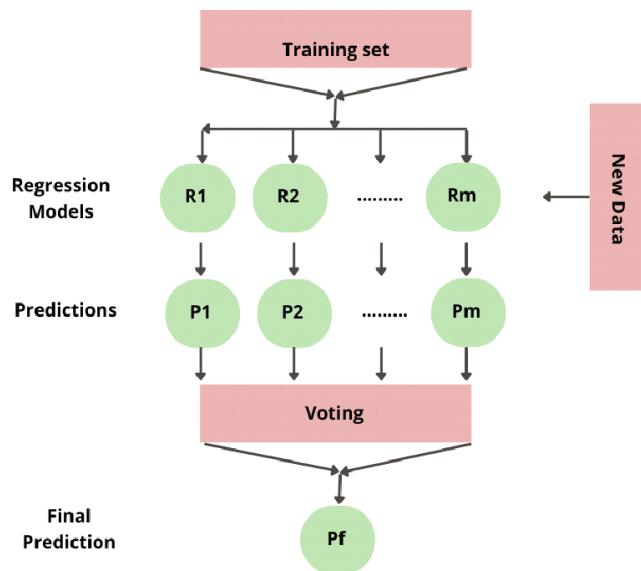 Training set
New Data
Regression
Models
R1 R2 ......... Rm
Predictions
P1 P2 ......... Pm
Voting
Final
Prediction
Pf